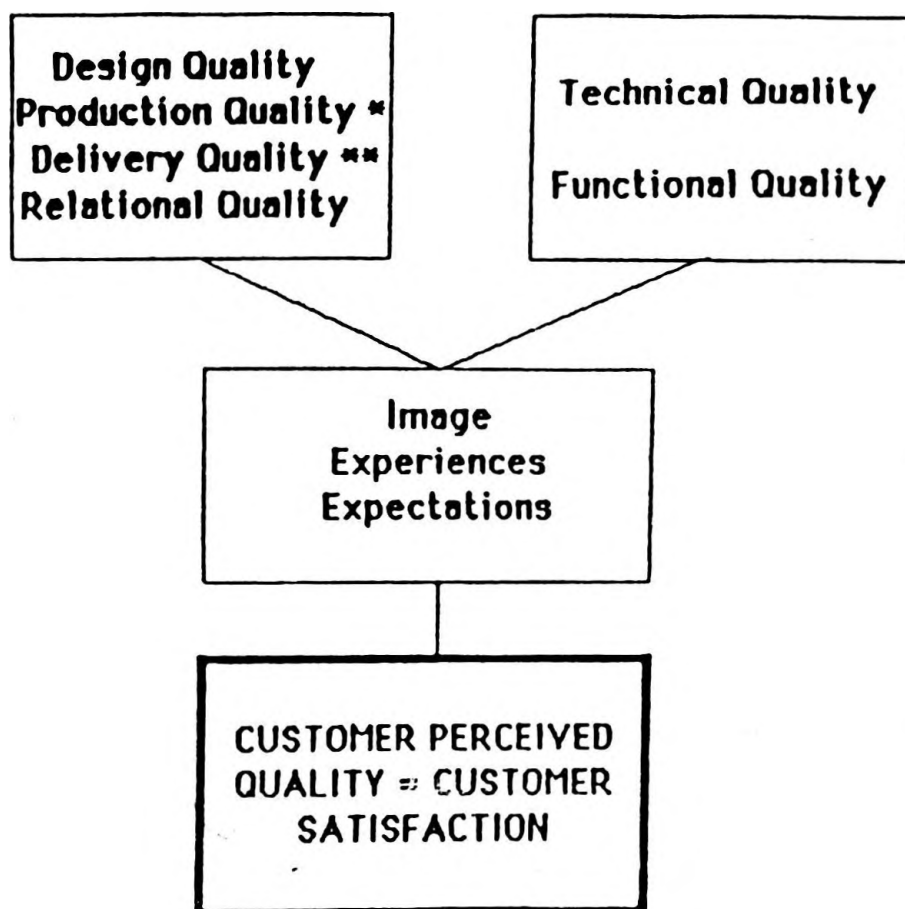 Design Quality
Production Quality *
Delivery Quality **
Relational Quality
Technical Quality
Functional Quality
Image
Experiences
Expectations
CUSTOMER PERCEIVED
QUALITY = CUSTOMER
SATISFACTION